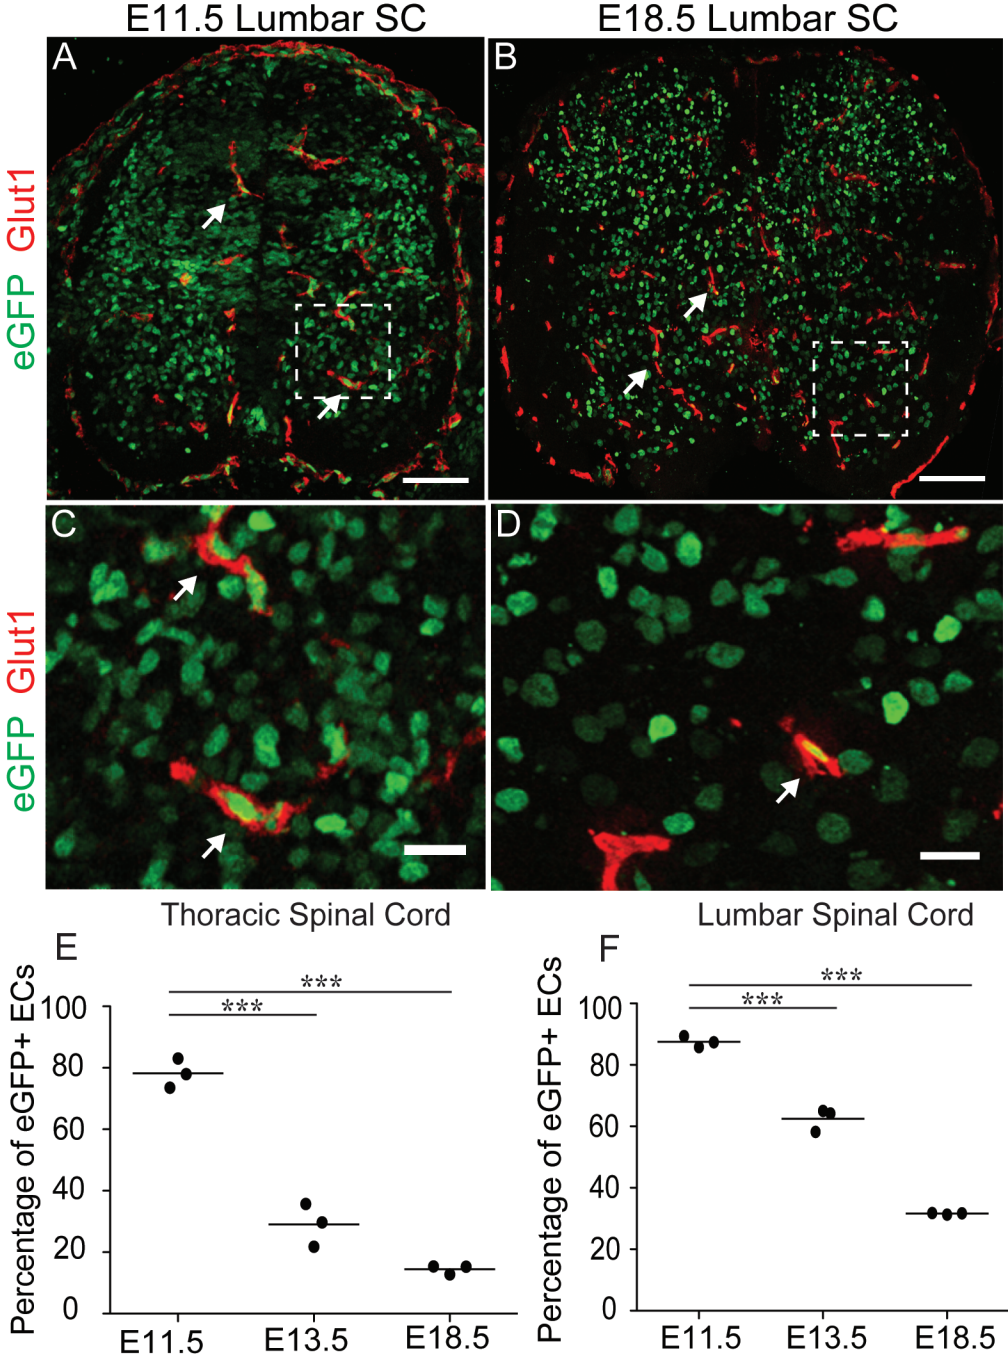 E11.5 Lumbar SC
E18.5 Lumbar SC
A
B
eGFP Glut1
C
D
eGFP Glut1
Thoracic Spinal Cord
Lumbar Spinal Cord
E
F
Percentage of eGFP+ ECs
100
80
60
40
20
0
***
***
E11.5
E13.5
E18.5
Percentage of eGFP+ ECs
100
80
60
40
20
0
***
***
E11.5
E13.5
E18.5